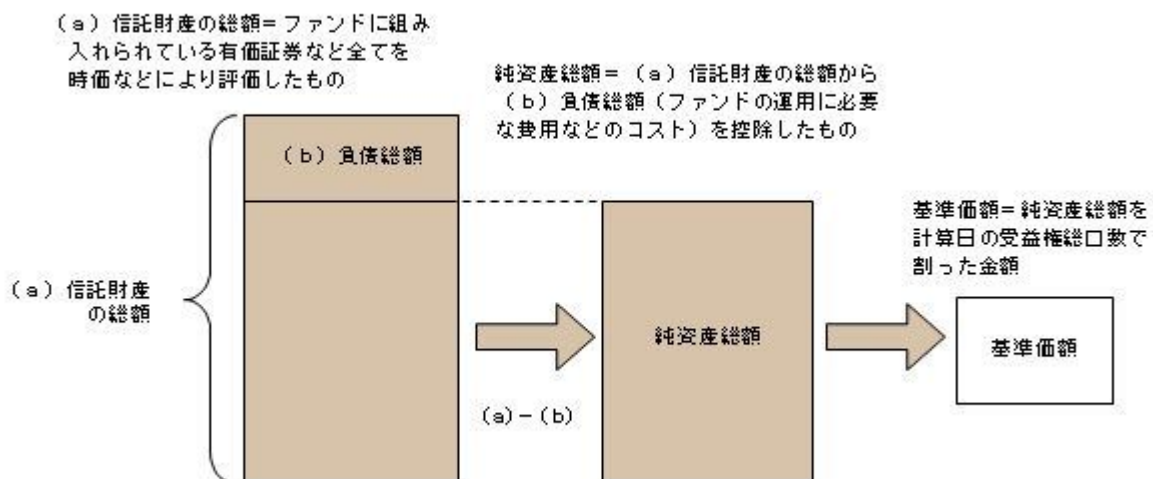 (a)信託財産の総額=ファンドに組み
入れられている有価証券など全てを
時価などにより評価したもの
純資産総額=(a)信託財産の総額から
(b)負債総額(ファンドの運用に必要
な費用などのコスト)を控除したもの
(b)負債総額
基準価額=純資産総額を
計算日の受益権総口数で
割った金額
(a)信託財産
の総額
純資産総額
基準価額
(a)-(b)